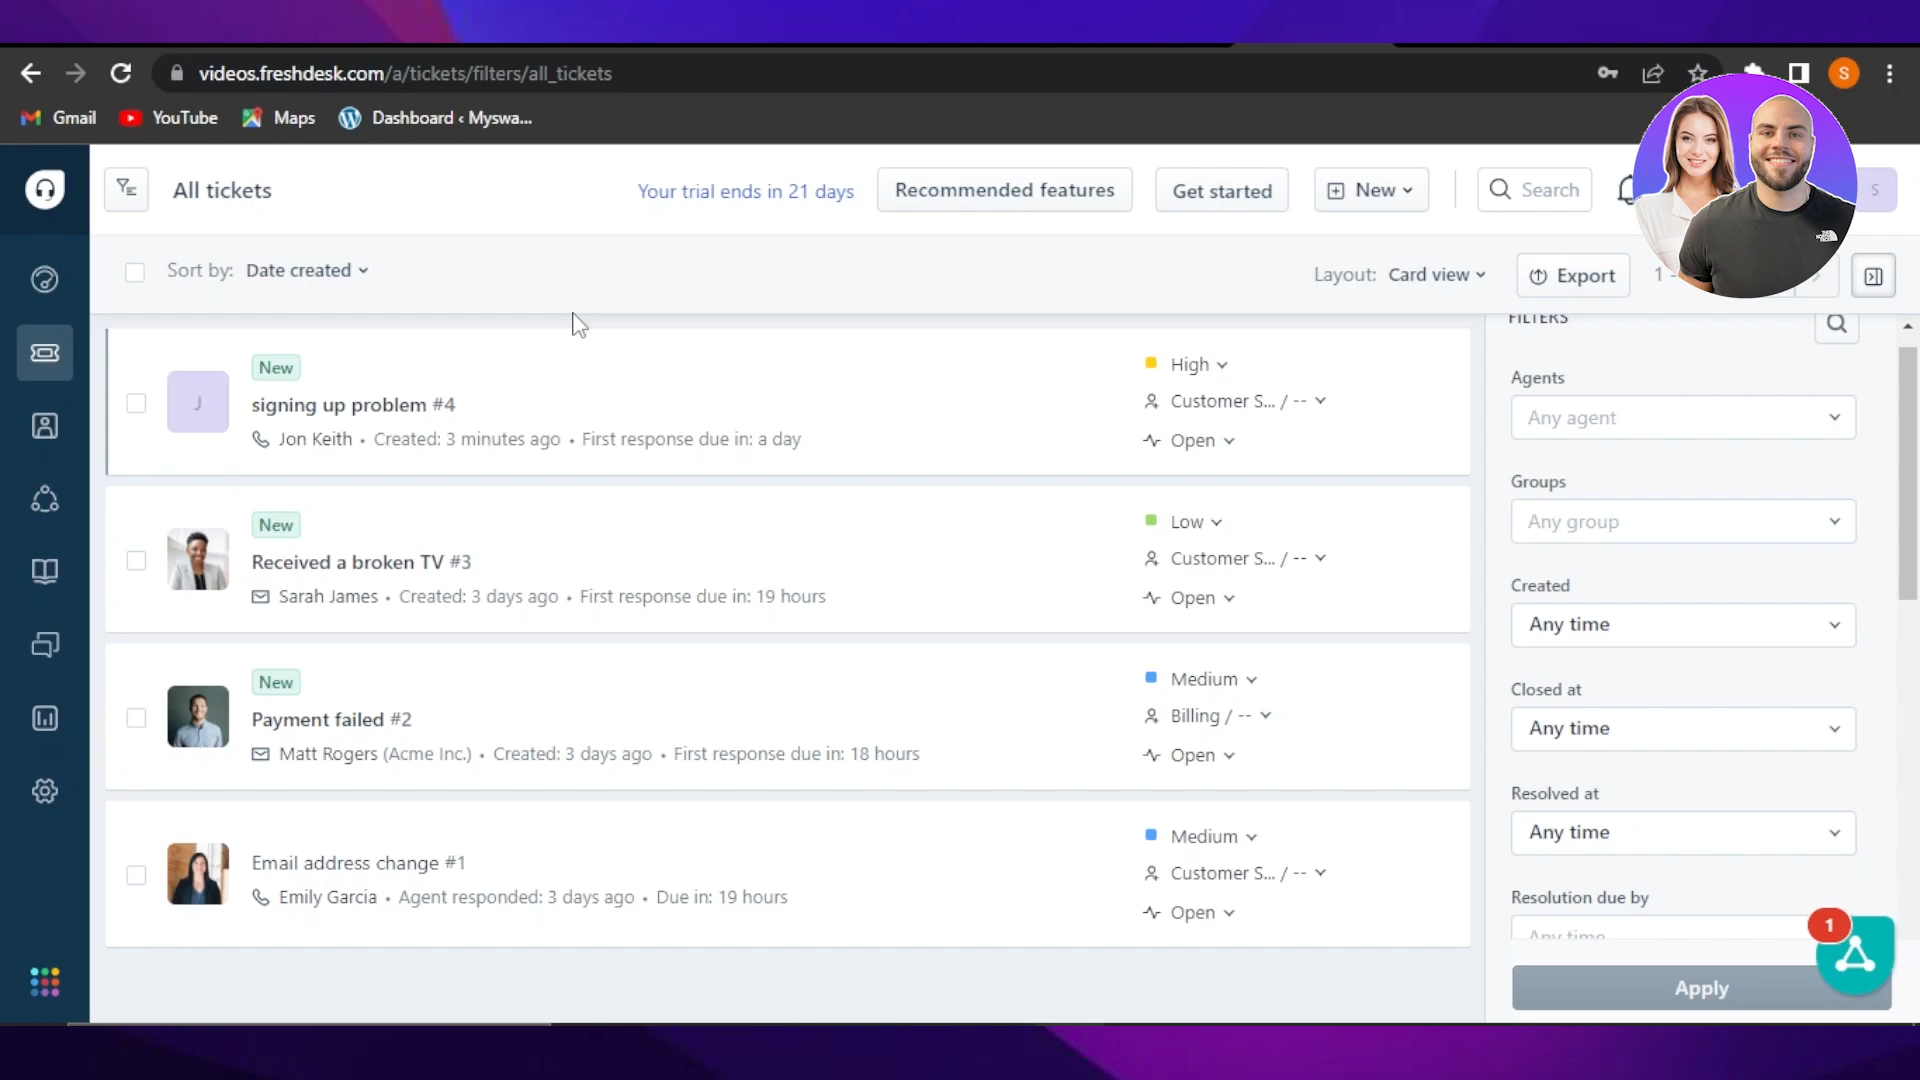 videos.freshdesk.com/a/tickets/filters/all_tickets
S
Gmail
YouTube
Maps
Dashboard ‹ Myswa...
All tickets
Your trial ends in 21 days
Recommended features
Get started
New
Search
S
Sort by: Date created
Layout: Card view
Export
1 -
FILTERS
New
J
signing up problem #4
Jon Keith • Created: 3 minutes ago • First response due in: a day
High
Customer S... / --
Open
New
Received a broken TV #3
Sarah James • Created: 3 days ago • First response due in: 19 hours
Low
Customer S... / --
Open
New
Payment failed #2
Matt Rogers (Acme Inc.) • Created: 3 days ago • First response due in: 18 hours
Medium
Billing / --
Open
Email address change #1
Emily Garcia • Agent responded: 3 days ago • Due in: 19 hours
Medium
Customer S... / --
Open
Agents
Any agent
Groups
Any group
Created
Any time
Closed at
Any time
Resolved at
Any time
Resolution due by
Any time
1
Apply